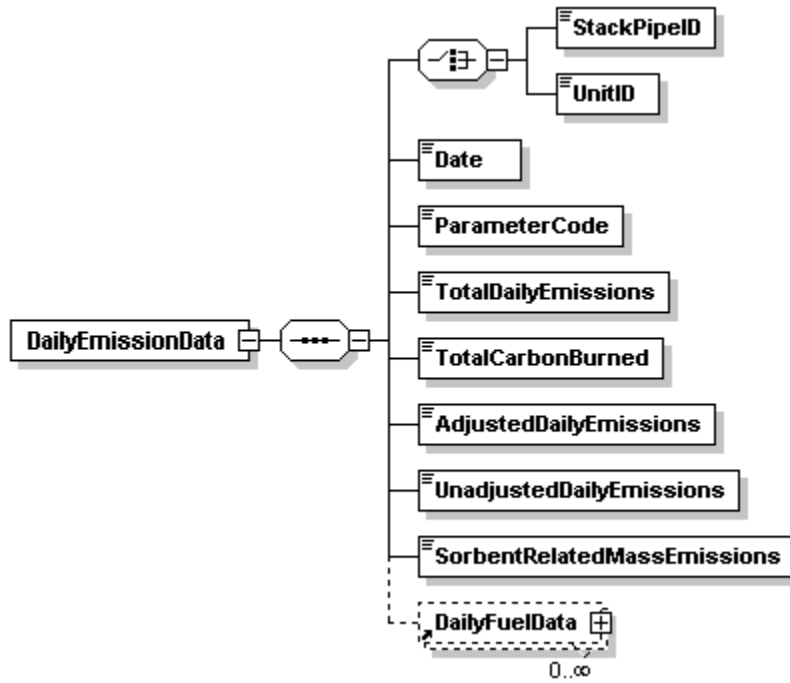 StackPipeID
UnitID
Date
ParameterCode
TotalDailyEmissions
DailyEmissionData
TotalCarbonBurned
AdjustedDailyEmissions
UnadjustedDailyEmissions
SorbentRelatedMassEmissions
DailyFuelData
0..∞